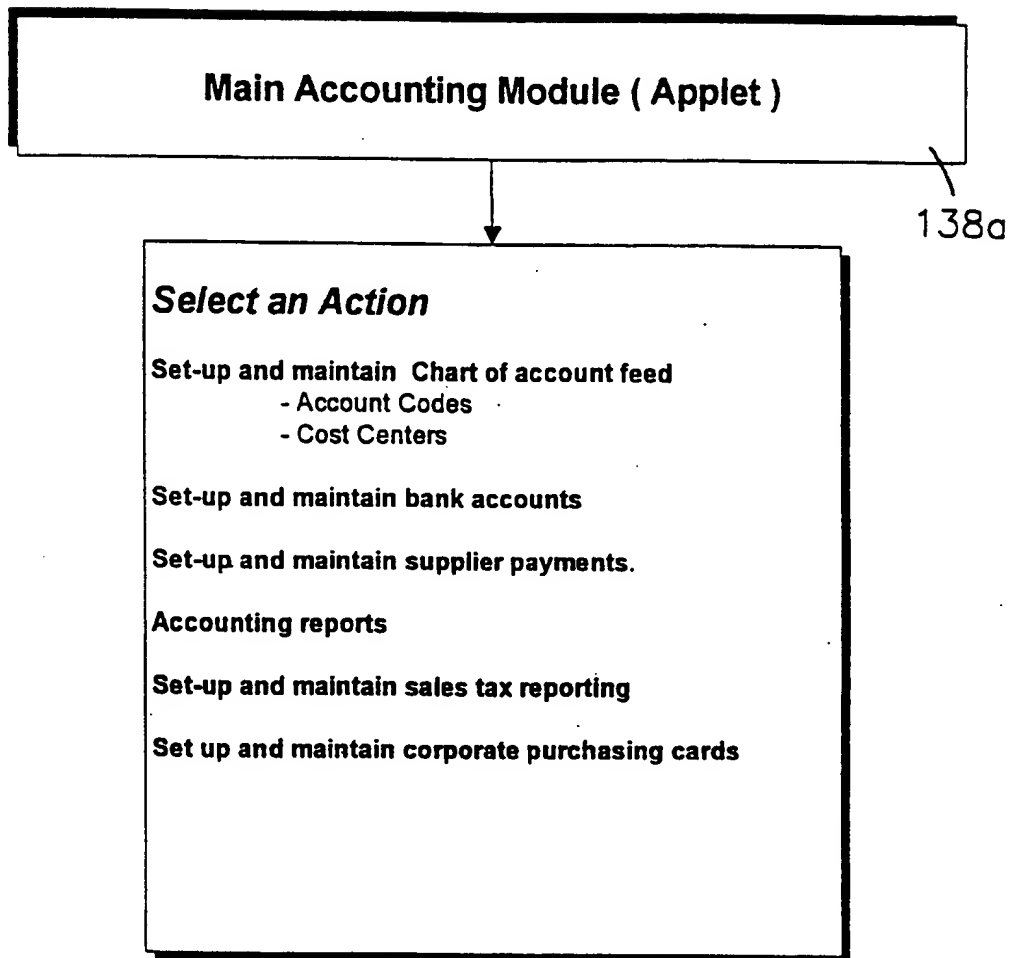 Main Accounting Module ( Applet )
138a
Select an Action
Set-up and maintain Chart of account feed
- Account Codes
- Cost Centers
Set-up and maintain bank accounts
Set-up and maintain supplier payments.
Accounting reports
Set-up and maintain sales tax reporting
Set up and maintain corporate purchasing cards